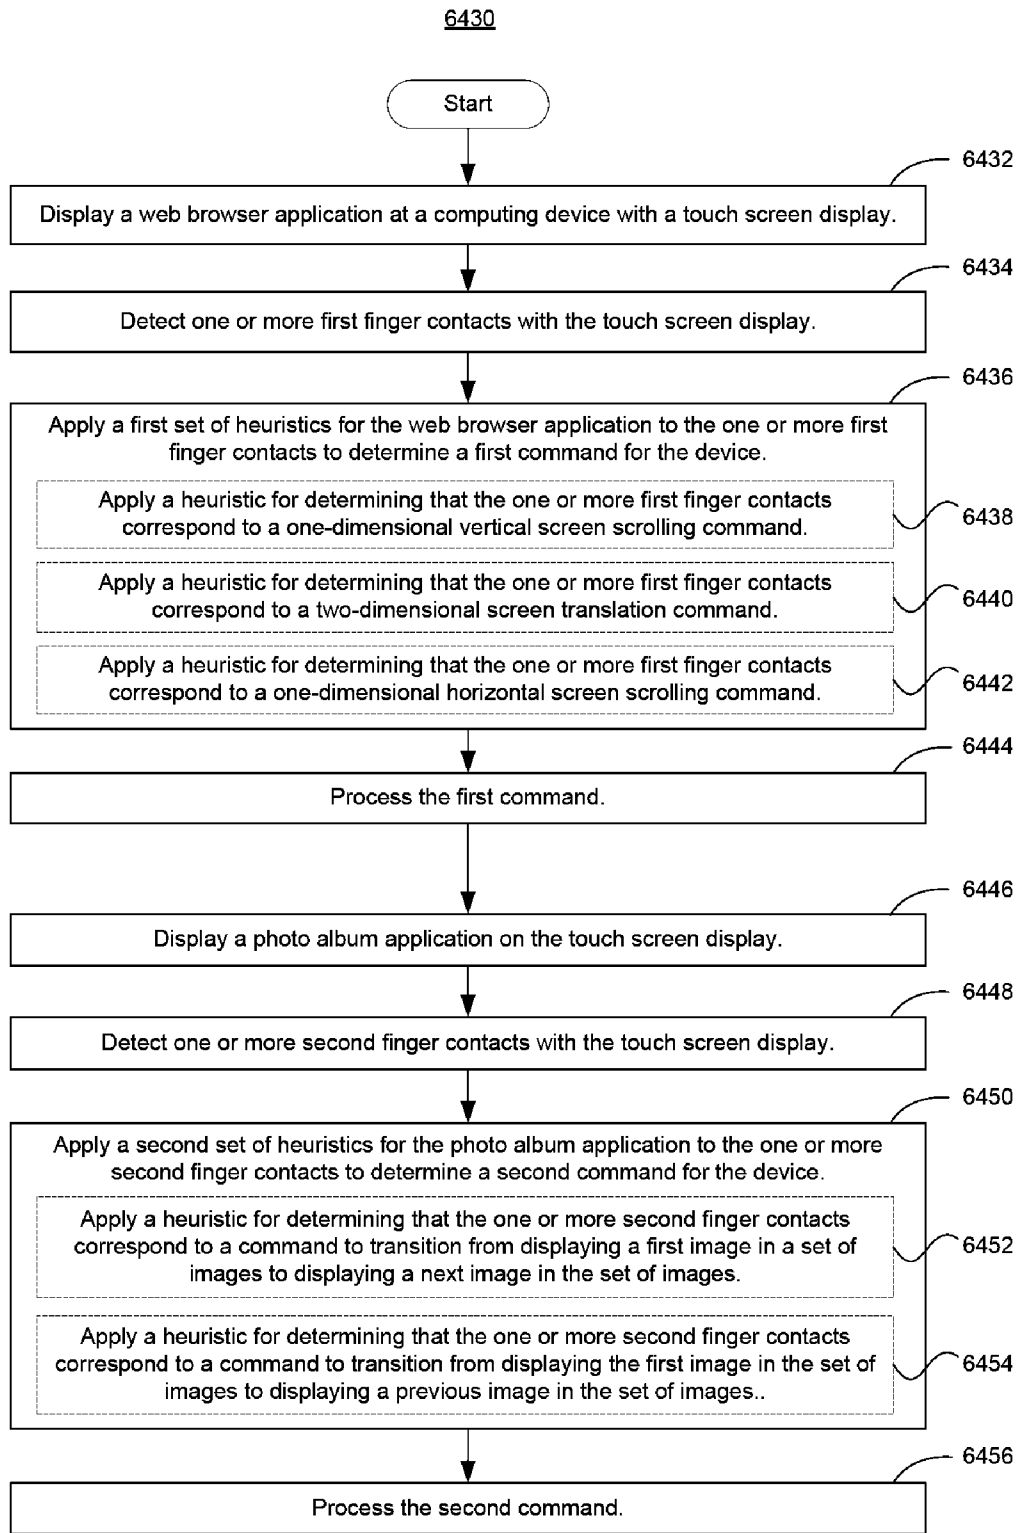 6430
Start
6432
Display a web browser application at a computing device with a touch screen display.
6434
Detect one or more first finger contacts with the touch screen display.
6436
Apply a first set of heuristics for the web browser application to the one or more first
finger contacts to determine a first command for the device.
Apply a heuristic for determining that the one or more first finger contacts
correspond to a one-dimensional vertical screen scrolling command.
6438
Apply a heuristic for determining that the one or more first finger contacts
correspond to a two-dimensional screen translation command.
6440
Apply a heuristic for determining that the one or more first finger contacts
correspond to a one-dimensional horizontal screen scrolling command.
6442
6444
Process the first command.
6446
Display a photo album application on the touch screen display.
6448
Detect one or more second finger contacts with the touch screen display.
6450
Apply a second set of heuristics for the photo album application to the one or more
second finger contacts to determine a second command for the device.
Apply a heuristic for determining that the one or more second finger contacts
correspond to a command to transition from displaying a first image in a set of
images to displaying a next image in the set of images.
6452
Apply a heuristic for determining that the one or more second finger contacts
correspond to a command to transition from displaying the first image in the set of
images to displaying a previous image in the set of images..
6454
6456
Process the second command.